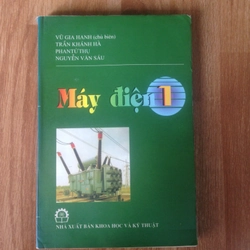 VŨ GIA HANH (chủ biên)
TRẦN KHÁNH HÀ
PHAN TỬ THỤ
NGUYỄN VĂN SÁU
Máy điện 1
NHÀ XUẤT BẢN KHOA HỌC VÀ KỸ THUẬT